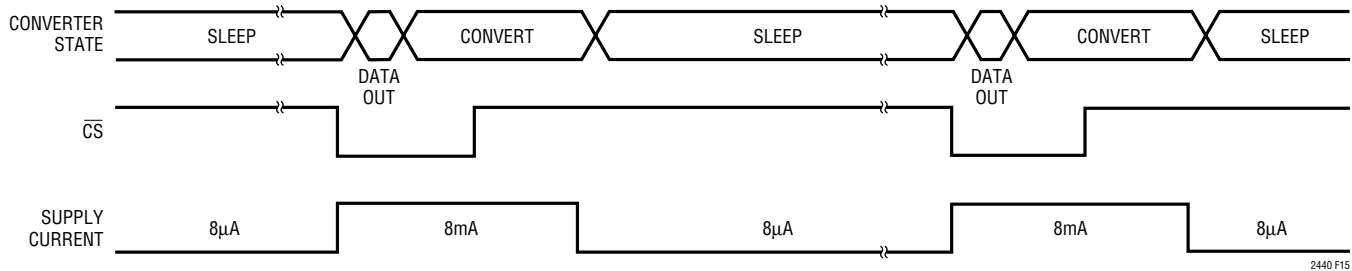 CONVERTER
STATE
SLEEP
CONVERT
SLEEP
CONVERT
SLEEP
DATA
OUT
DATA
OUT
CS
SUPPLY
CURRENT
8µA
8mA
8µA
8mA
8µA
2440 F15